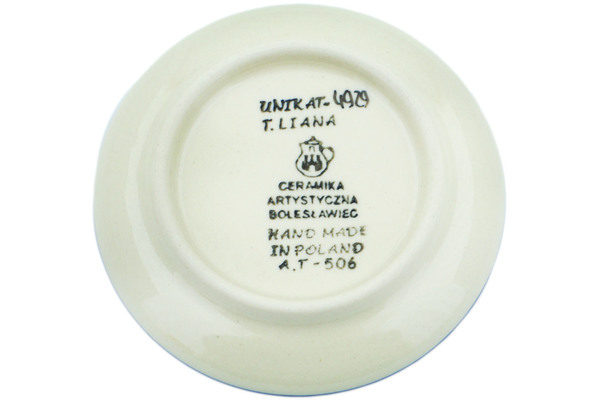 UNIKAT-4929
T. LIANA
CERAMIKA
ARTYSTYCZNA
BOLESŁAWIEC
HAND MADE
IN POLAND
A.T-506